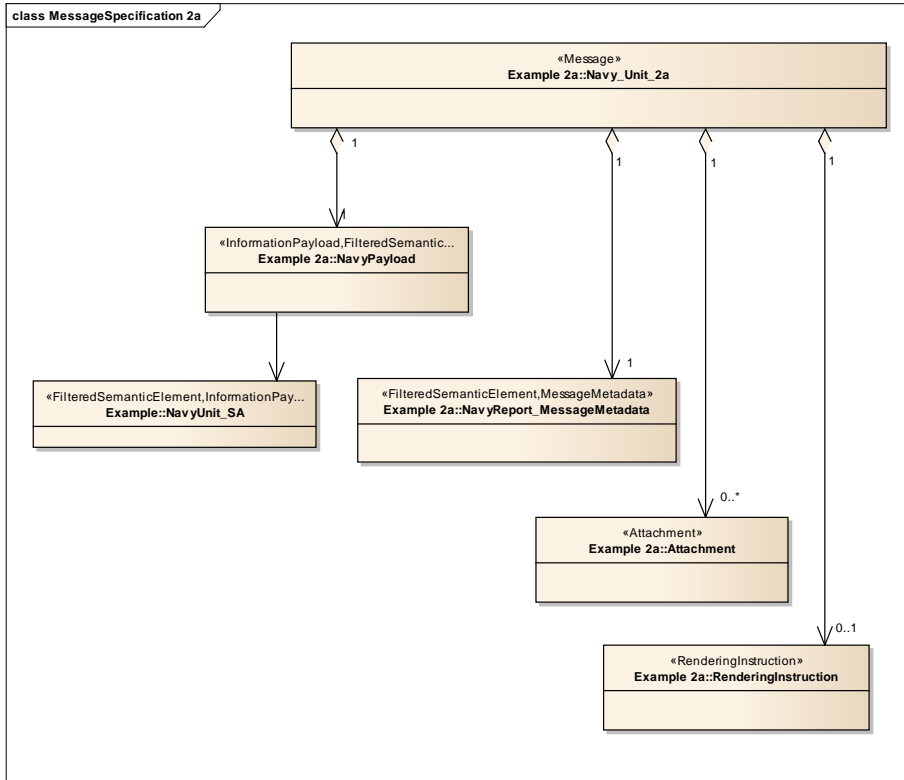 class MessageSpecification 2a
«Message»
Example 2a::Navy_Unit_2a
1
1
1
1
1
«InformationPayload,FilteredSemantic...
Example 2a::NavyPayload
«FilteredSemanticElement,InformationPay...
Example::NavyUnit_SA
1
«FilteredSemanticElement,MessageMetadata»
Example 2a::NavyReport_MessageMetadata
0..*
«Attachment»
Example 2a::Attachment
0..1
«RenderingInstruction»
Example 2a::RenderingInstruction